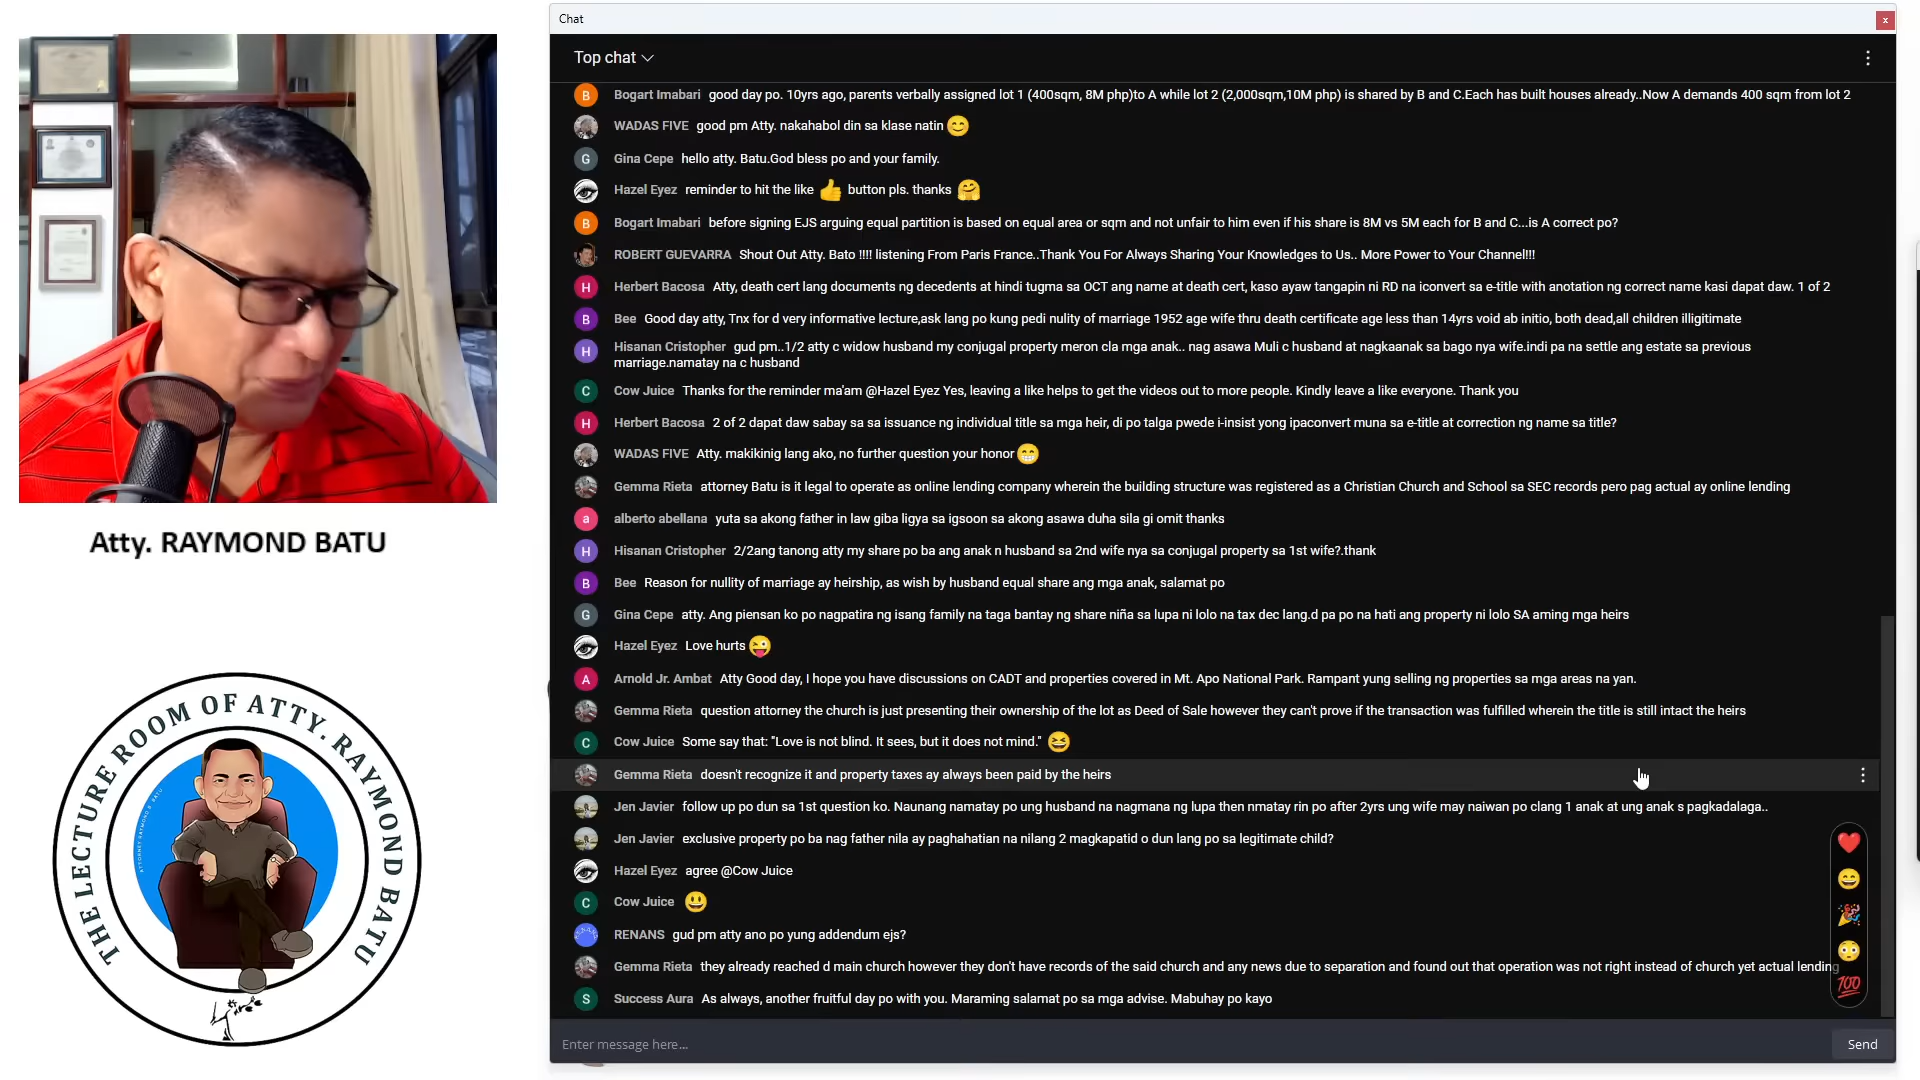 Chat
x
Top chat
B Bogart Imabari good day po. 10yrs ago, parents verbally assigned lot 1 (400sqm, 8M php)to A while lot 2 (2,000sqm,10M php) is shared by B and C.Each has built houses already..Now A demands 400 sqm from lot 2
WADAS FIVE good pm Atty. nakahabol din sa klase natin 😊
G Gina Cepe hello atty. Batu.God bless po and your family.
Hazel Eyez reminder to hit the like 👍 button pls. thanks 🤗
B Bogart Imabari before signing EJS arguing equal partition is based on equal area or sqm and not unfair to him even if his share is 8M vs 5M each for B and C...is A correct po?
ROBERT GUEVARRA Shout Out Atty. Bato !!!! listening From Paris France..Thank You For Always Sharing Your Knowledges to Us.. More Power to Your Channel!!!
H Herbert Bacosa Atty, death cert lang documents ng decedents at hindi tugma sa OCT ang name at death cert, kaso ayaw tangapin ni RD na iconvert sa e-title with anotation ng correct name kasi dapat daw. 1 of 2
B Bee Good day atty, Tnx for d very informative lecture,ask lang po kung pedi nulity of marriage 1952 age wife thru death certificate age less than 14yrs void ab initio, both dead,all children illigitimate
H Hisanan Cristopher gud pm..1/2 atty c widow husband my conjugal property meron cla mga anak.. nag asawa Muli c husband at nagkaanak sa bago nya wife.indi pa na settle ang estate sa previous
marriage.namatay na c husband
C Cow Juice Thanks for the reminder ma'am @Hazel Eyez Yes, leaving a like helps to get the videos out to more people. Kindly leave a like everyone. Thank you
H Herbert Bacosa 2 of 2 dapat daw sabay sa sa issuance ng individual title sa mga heir, di po talga pwede i-insist yong ipaconvert muna sa e-title at correction ng name sa title?
WADAS FIVE Atty. makikinig lang ako, no further question your honor 😁
Gemma Rieta attorney Batu is it legal to operate as online lending company wherein the building structure was registered as a Christian Church and School sa SEC records pero pag actual ay online lending
a alberto abellana yuta sa akong father in law giba ligya sa igsoon sa akong asawa duha sila gi omit thanks
H Hisanan Cristopher 2/2ang tanong atty my share po ba ang anak n husband sa 2nd wife nya sa conjugal property sa 1st wife?.thank
B Bee Reason for nullity of marriage ay heirship, as wish by husband equal share ang mga anak, salamat po
G Gina Cepe atty. Ang piensan ko po nagpatira ng isang family na taga bantay ng share niña sa lupa ni lolo na tax dec lang.d pa po na hati ang property ni lolo SA aming mga heirs
Hazel Eyez Love hurts 😜
A Arnold Jr. Ambat Atty Good day, I hope you have discussions on CADT and properties covered in Mt. Apo National Park. Rampant yung selling ng properties sa mga areas na yan.
Gemma Rieta question attorney the church is just presenting their ownership of the lot as Deed of Sale however they can't prove if the transaction was fulfilled wherein the title is still intact the heirs
C Cow Juice Some say that: "Love is not blind. It sees, but it does not mind." 😆
Gemma Rieta doesn't recognize it and property taxes ay always been paid by the heirs
Jen Javier follow up po dun sa 1st question ko. Naunang namatay po ung husband na nagmana ng lupa then nmatay rin po after 2yrs ung wife may naiwan po clang 1 anak at ung anak s pagkadalaga..
Jen Javier exclusive property po ba nag father nila ay paghahatian na nilang 2 magkapatid o dun lang po sa legitimate child?
Hazel Eyez agree @Cow Juice
C Cow Juice 😃
RENANS gud pm atty ano po yung addendum ejs?
Gemma Rieta they already reached d main church however they don't have records of the said church and any news due to separation and found out that operation was not right instead of church yet actual lending
S Success Aura As always, another fruitful day po with you. Maraming salamat po sa mga advise. Mabuhay po kayo
Enter message here...
Send
Atty. RAYMOND BATU
THE LECTURE ROOM OF ATTY. RAYMOND BATU
ATTORNEY RAYMOND B. BATU